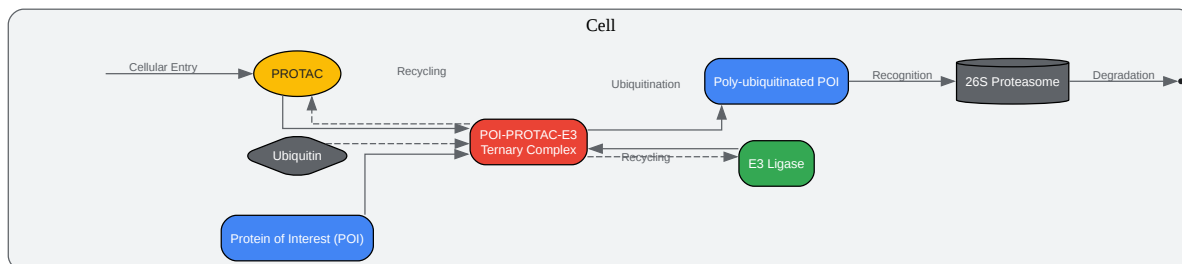 Cell
Cellular Entry
PROTAC
Recycling
Ubiquitination
Poly-ubiquitinated POI
Recognition
26S Proteasome
Degradation
POI-PROTAC-E3
Ternary Complex
Ubiquitin
Recycling
E3 Ligase
Protein of Interest (POI)